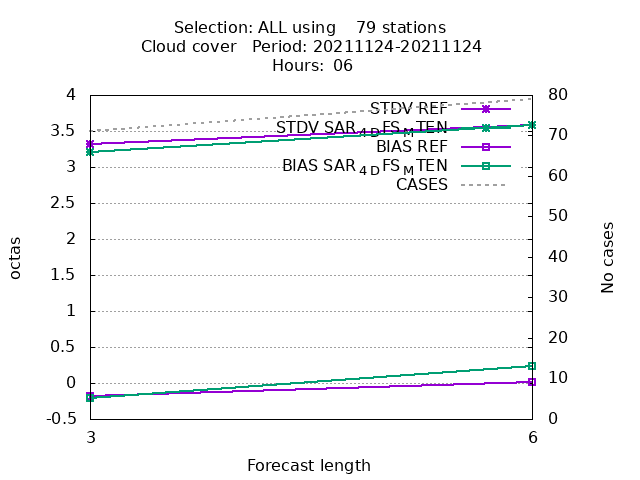 Selection: ALL using    79 stations
Cloud cover   Period: 20211124-20211124
Hours:  06
octas
No cases
4
3.5
3
2.5
2
1.5
1
0.5
0
-0.5
80
70
60
50
40
30
20
10
0
STDV REF
STDV SAR4DFSMTEN
BIAS REF
BIAS SAR4DFSMTEN
CASES
3
6
Forecast length